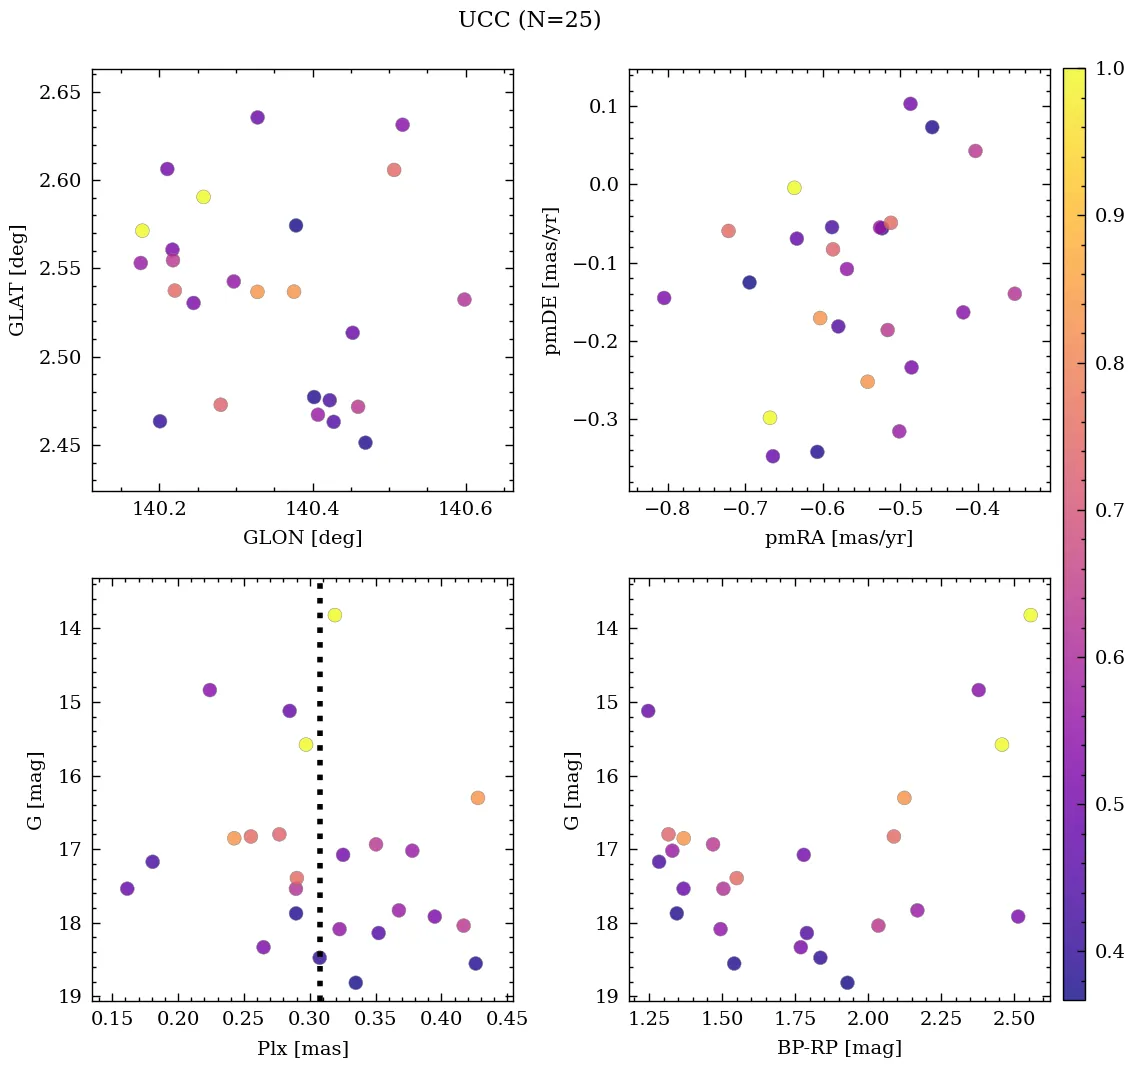 UCC (N=25)
2.65
2.60
2.55
2.50
2.45
GLAT [deg]
140.2 140.4 140.6
GLON [deg]
0.1
0.0
−0.1
−0.2
−0.3
pmDE [mas/yr]
−0.8 −0.7 −0.6 −0.5 −0.4
pmRA [mas/yr]
14
15
16
17
18
19
G [mag]
0.15 0.20 0.25 0.30 0.35 0.40 0.45
Plx [mas]
14
15
16
17
18
19
G [mag]
1.25 1.50 1.75 2.00 2.25 2.50
BP-RP [mag]
1.0
0.9
0.8
0.7
0.6
0.5
0.4